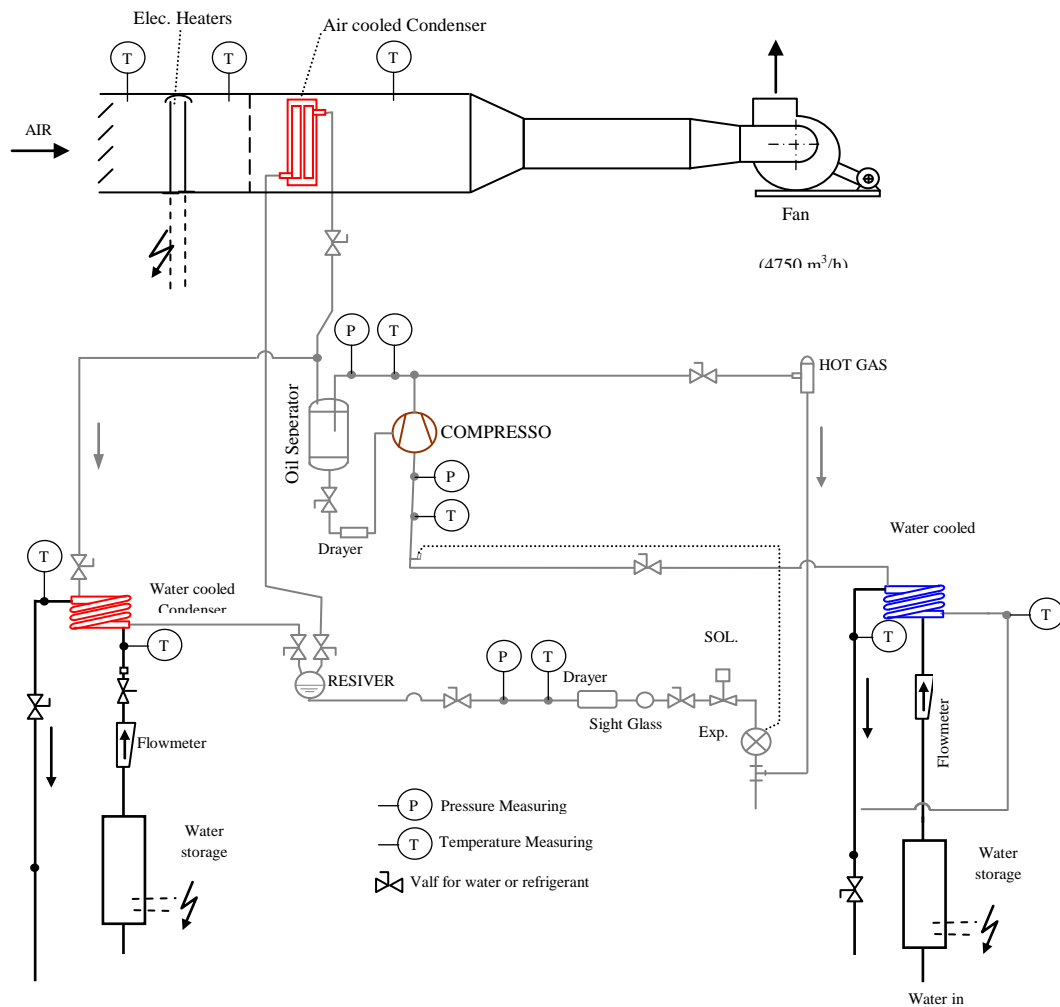 Elec. Heaters
Air cooled Condenser
T
T
T
AIR
Fan
(4750 m³/h)
P
T
HOT GAS
Oil Seperator
COMPRESSO
P
T
Drayer
Water cooled
T
Water cooled
Condenser
T
T
T
SOL.
P
T
Drayer
RESIVER
Sight Glass
Exp.
Flowmeter
Flowmeter
P
Pressure Measuring
T
Temperature Measuring
Valf for water or refrigerant
Water
storage
Water
storage
Water in